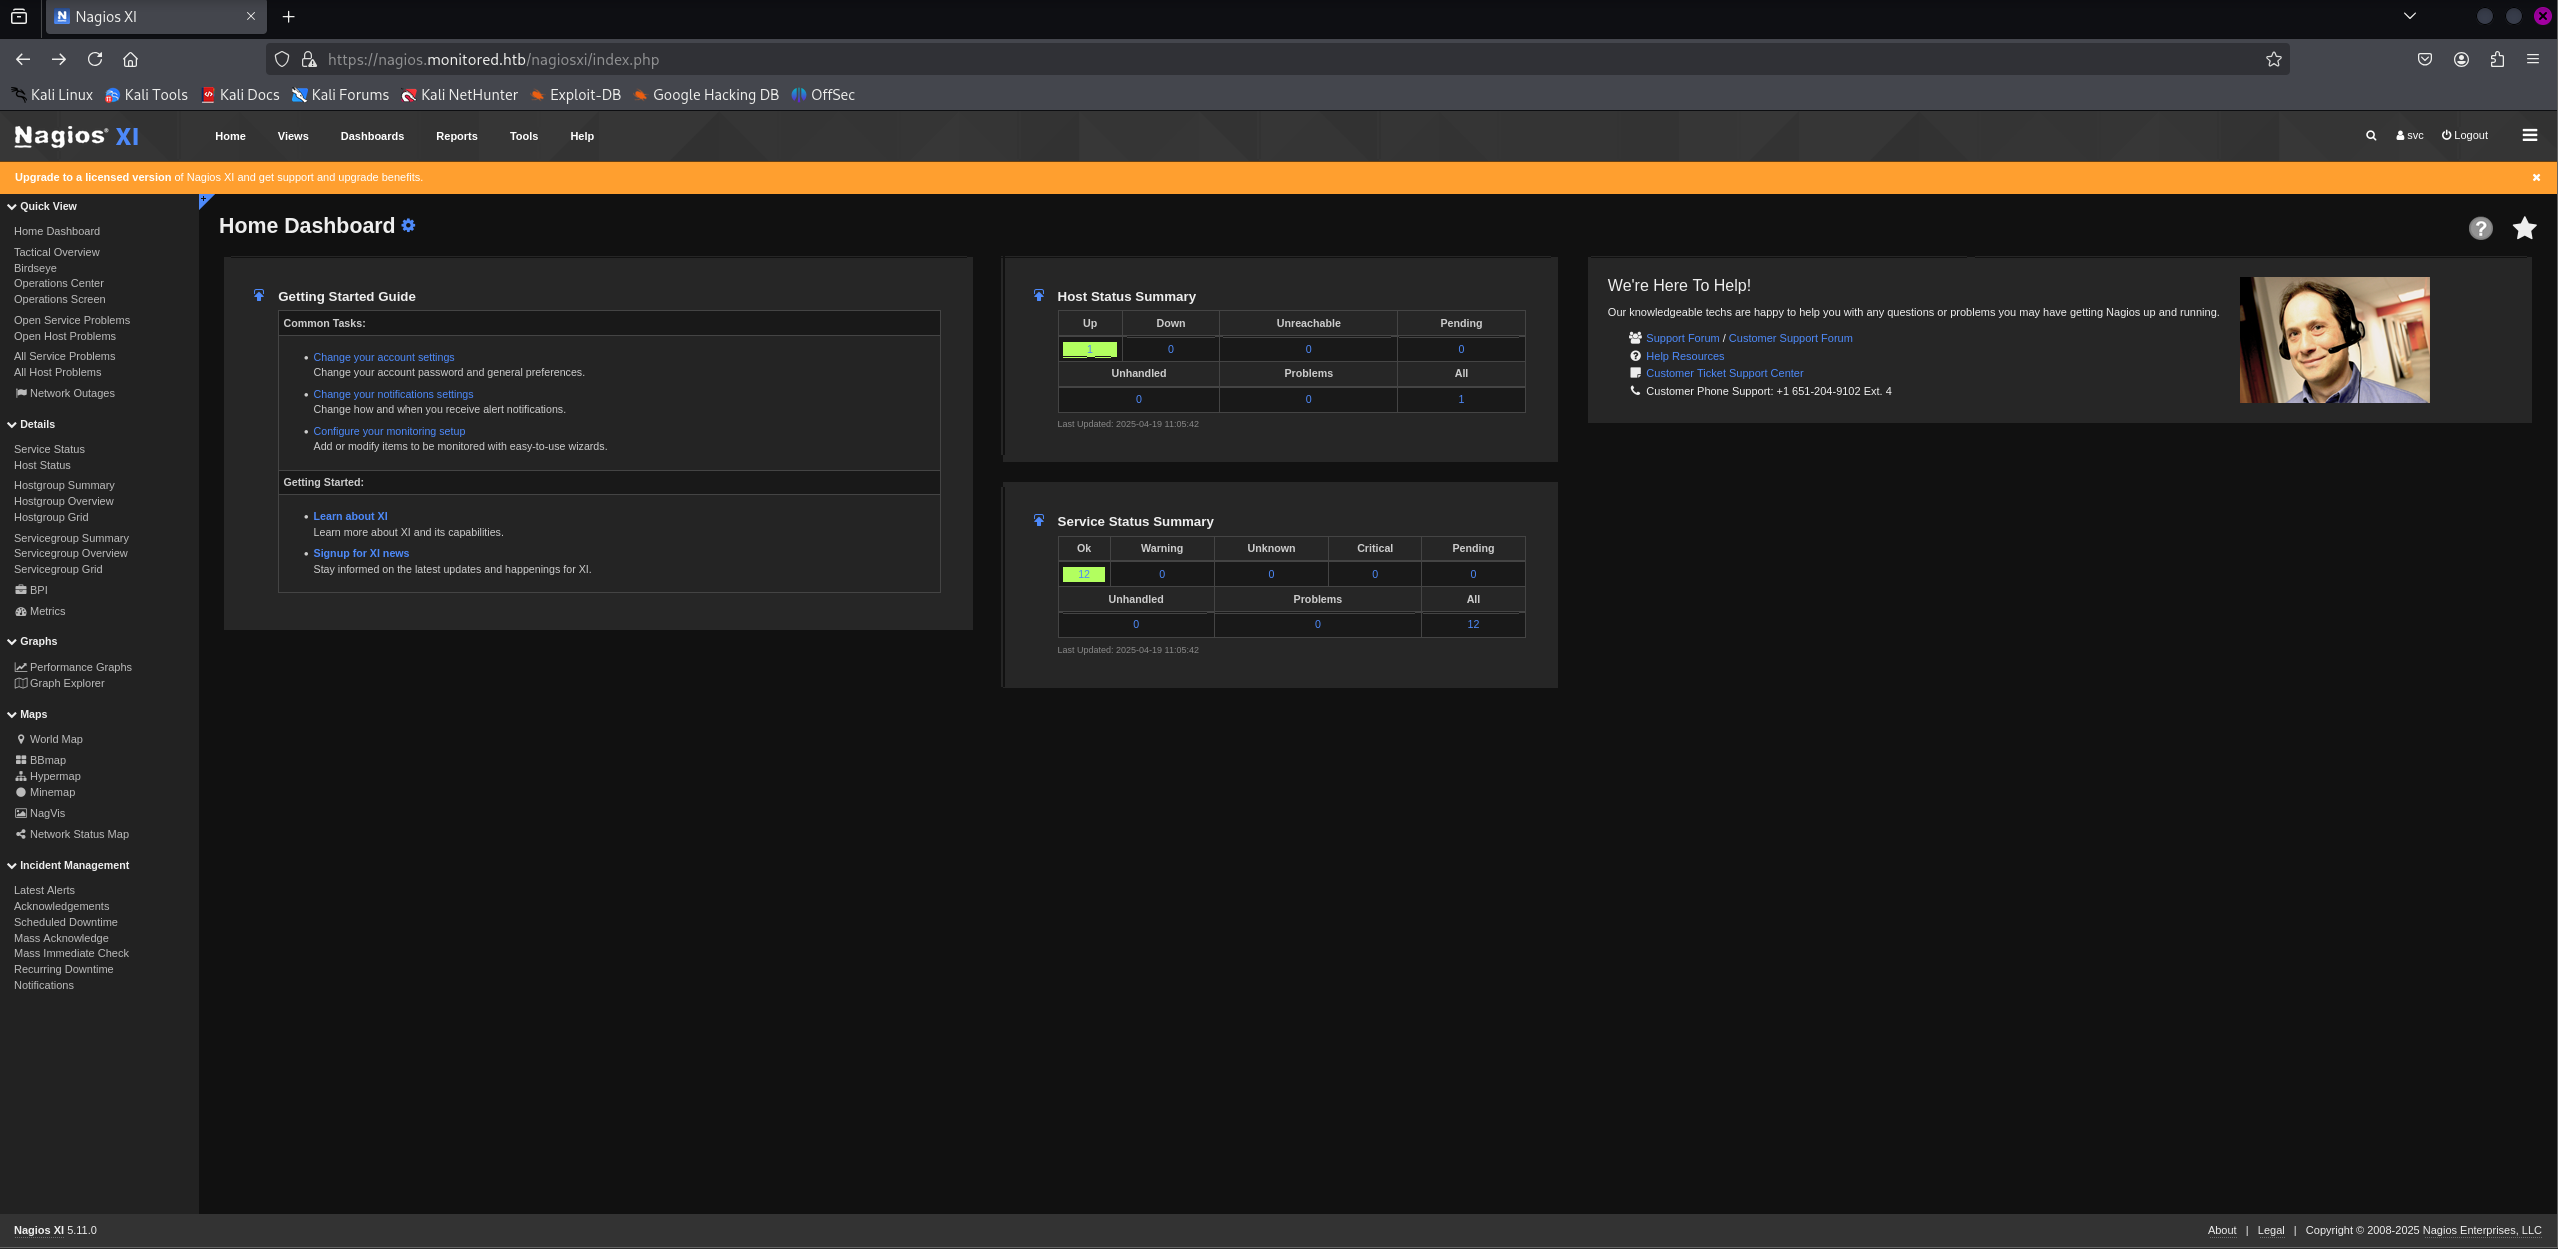 Nagios XI
https://nagios.monitored.htb/nagiosxi/index.php
Kali Linux Kali Tools Kali Docs Kali Forums Kali NetHunter Exploit-DB Google Hacking DB OffSec
Nagios® XI Home Views Dashboards Reports Tools Help svc Logout
Upgrade to a licensed version of Nagios XI and get support and upgrade benefits.
Quick View
Home Dashboard
Tactical Overview
Birdseye
Operations Center
Operations Screen
Open Service Problems
Open Host Problems
All Service Problems
All Host Problems
Network Outages
Details
Service Status
Host Status
Hostgroup Summary
Hostgroup Overview
Hostgroup Grid
Servicegroup Summary
Servicegroup Overview
Servicegroup Grid
BPI
Metrics
Graphs
Performance Graphs
Graph Explorer
Maps
World Map
BBmap
Hypermap
Minemap
NagVis
Network Status Map
Incident Management
Latest Alerts
Acknowledgements
Scheduled Downtime
Mass Acknowledge
Mass Immediate Check
Recurring Downtime
Notifications
Home Dashboard
Getting Started Guide
Common Tasks:
• Change your account settings
Change your account password and general preferences.
• Change your notifications settings
Change how and when you receive alert notifications.
• Configure your monitoring setup
Add or modify items to be monitored with easy-to-use wizards.
Getting Started:
• Learn about XI
Learn more about XI and its capabilities.
• Signup for XI news
Stay informed on the latest updates and happenings for XI.
Host Status Summary
Up Down Unreachable Pending
1 0 0 0
Unhandled Problems All
0 0 1
Last Updated: 2025-04-19 11:05:42
Service Status Summary
Ok Warning Unknown Critical Pending
12 0 0 0 0
Unhandled Problems All
0 0 12
Last Updated: 2025-04-19 11:05:42
We're Here To Help!
Our knowledgeable techs are happy to help you with any questions or problems you may have getting Nagios up and running.
Support Forum / Customer Support Forum
Help Resources
Customer Ticket Support Center
Customer Phone Support: +1 651-204-9102 Ext. 4
Nagios XI 5.11.0
About | Legal | Copyright © 2008-2025 Nagios Enterprises, LLC